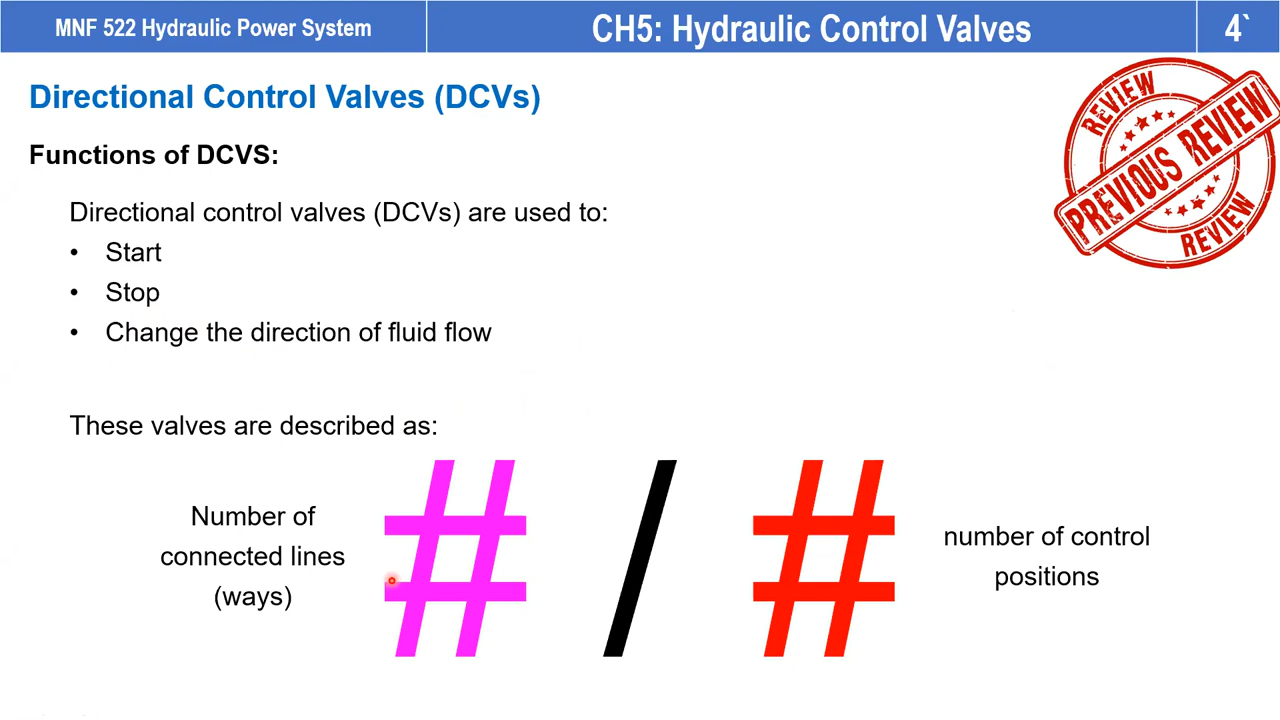 MNF 522 Hydraulic Power System
CH5: Hydraulic Control Valves
4`
Directional Control Valves (DCVs)
REVIEW
PREVIOUS REVIEW
REVIEW
Functions of DCVS:
Directional control valves (DCVs) are used to:
• Start
• Stop
• Change the direction of fluid flow
These valves are described as:
Number of
connected lines
(ways)
# / #
number of control
positions